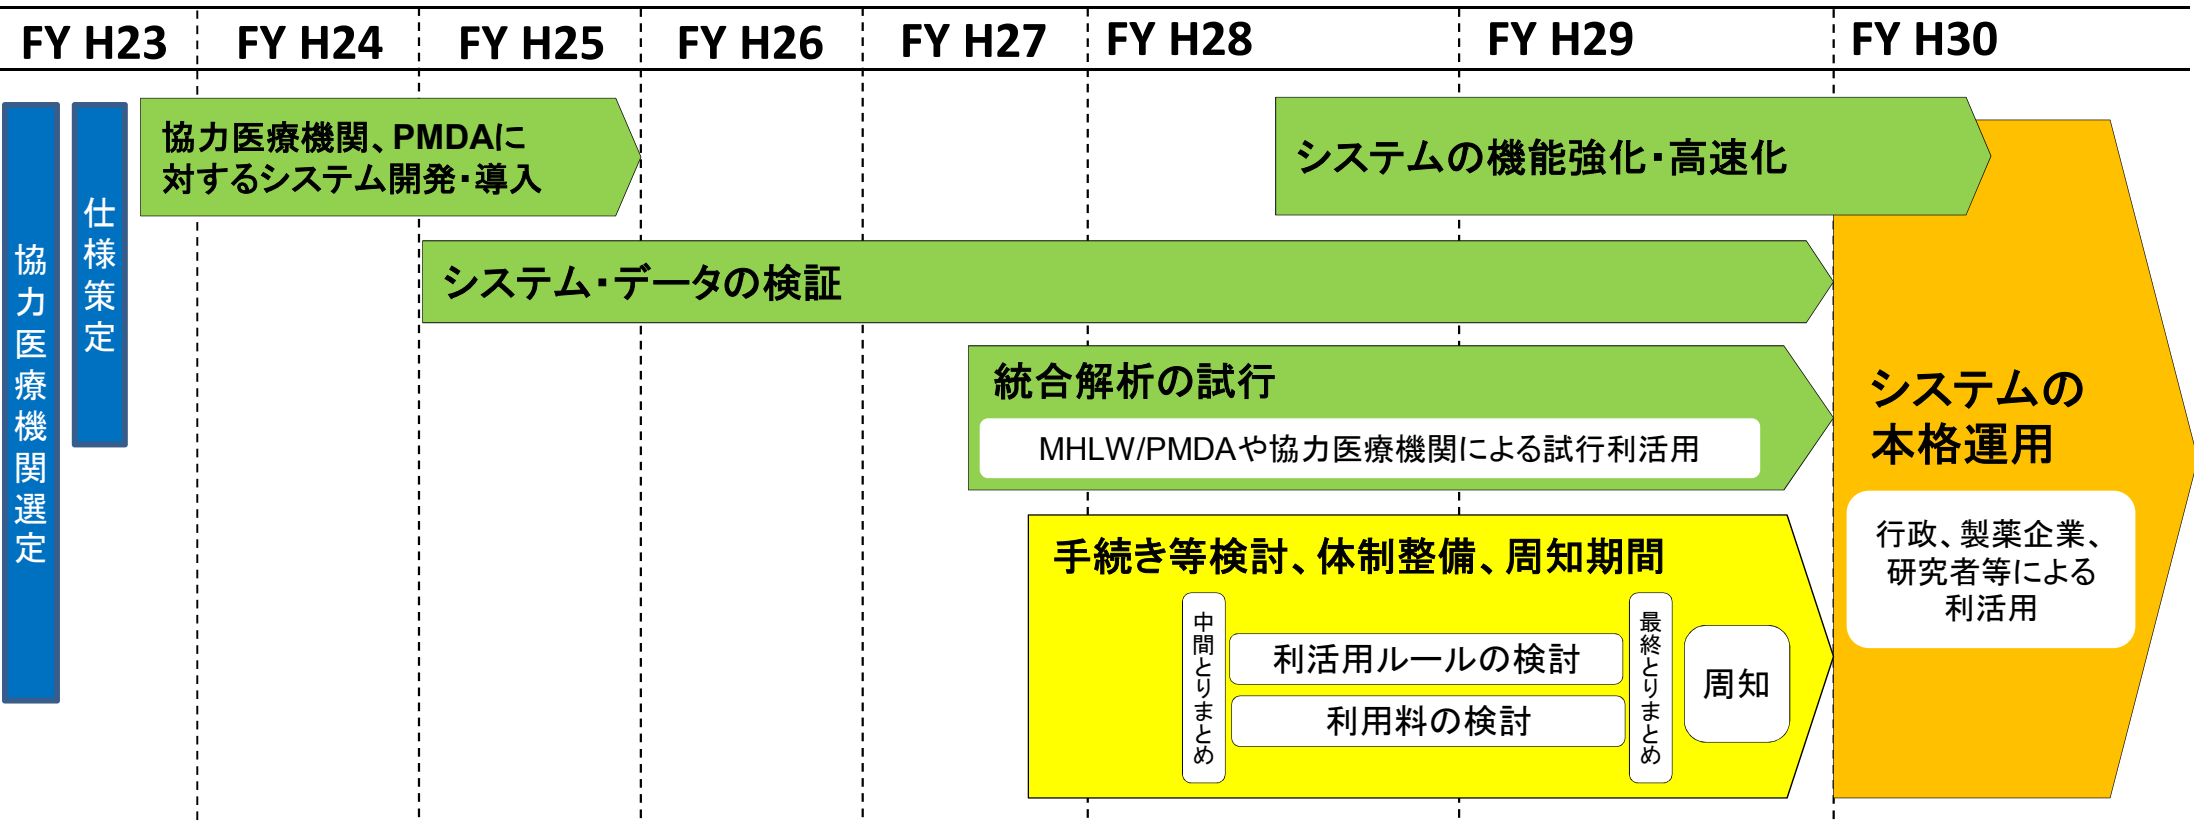 FY H23
FY H24
FY H25
FY H26
FY H27
FY H28
FY H29
FY H30
協力医療機関選定
仕様策定
協力医療機関、PMDAに
対するシステム開発・導入
システムの機能強化・高速化
システム・データの検証
統合解析の試行
MHLW/PMDAや協力医療機関による試行利活用
手続き等検討、体制整備、周知期間
中間とりまとめ
利活用ルールの検討
利用料の検討
最終とりまとめ
周知
システムの
本格運用
行政、製薬企業、
研究者等による
利活用